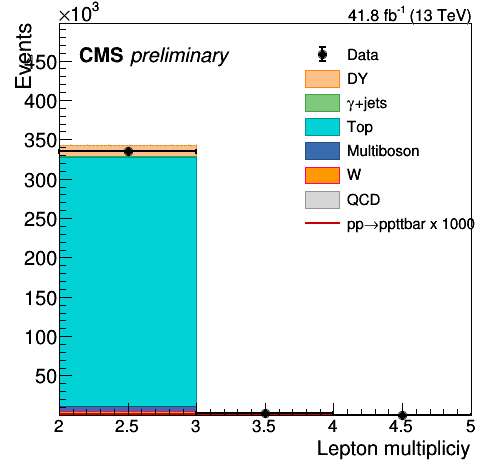 ×10³
41.8 fb⁻¹ (13 TeV)
Events
CMS preliminary
Data
DY
γ+jets
Top
Multiboson
W
QCD
pp→ppttbar x 1000
450
400
350
300
250
200
150
100
50
2 2.5 3 3.5 4 4.5 5
Lepton multipliciy